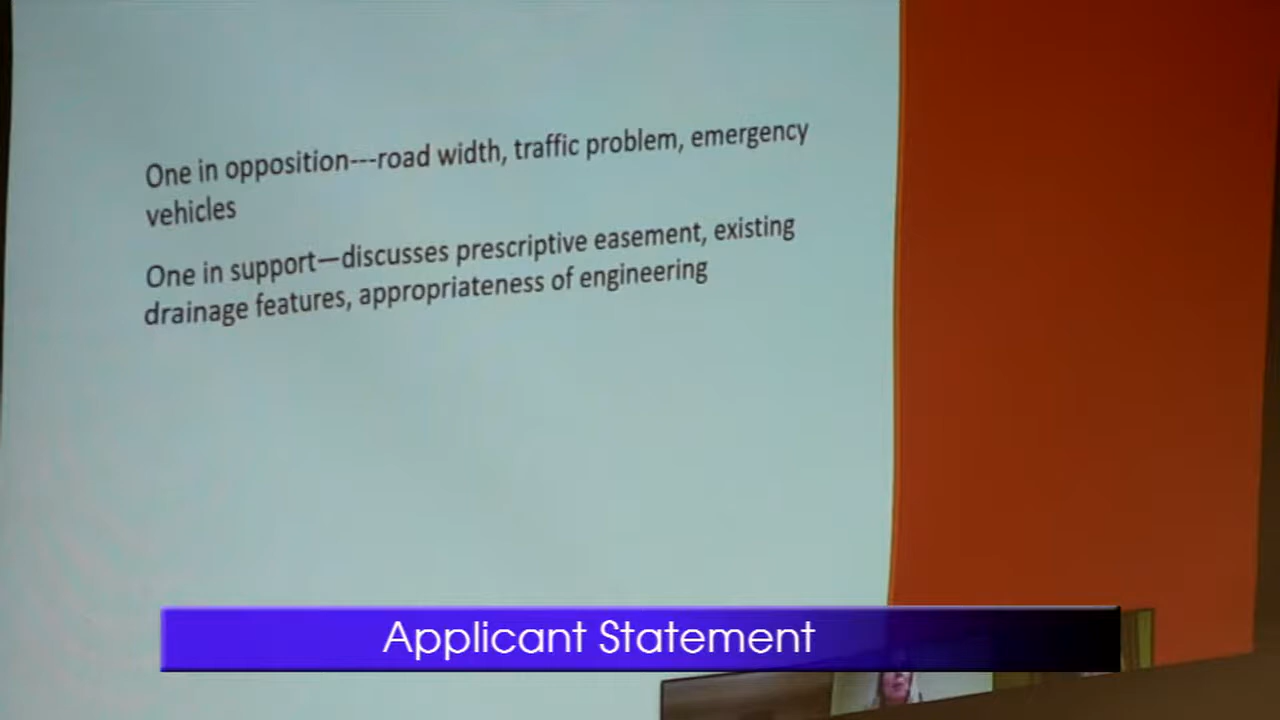 One in opposition---road width, traffic problem, emergency
vehicles
One in support—discusses prescriptive easement, existing
drainage features, appropriateness of engineering
Applicant Statement